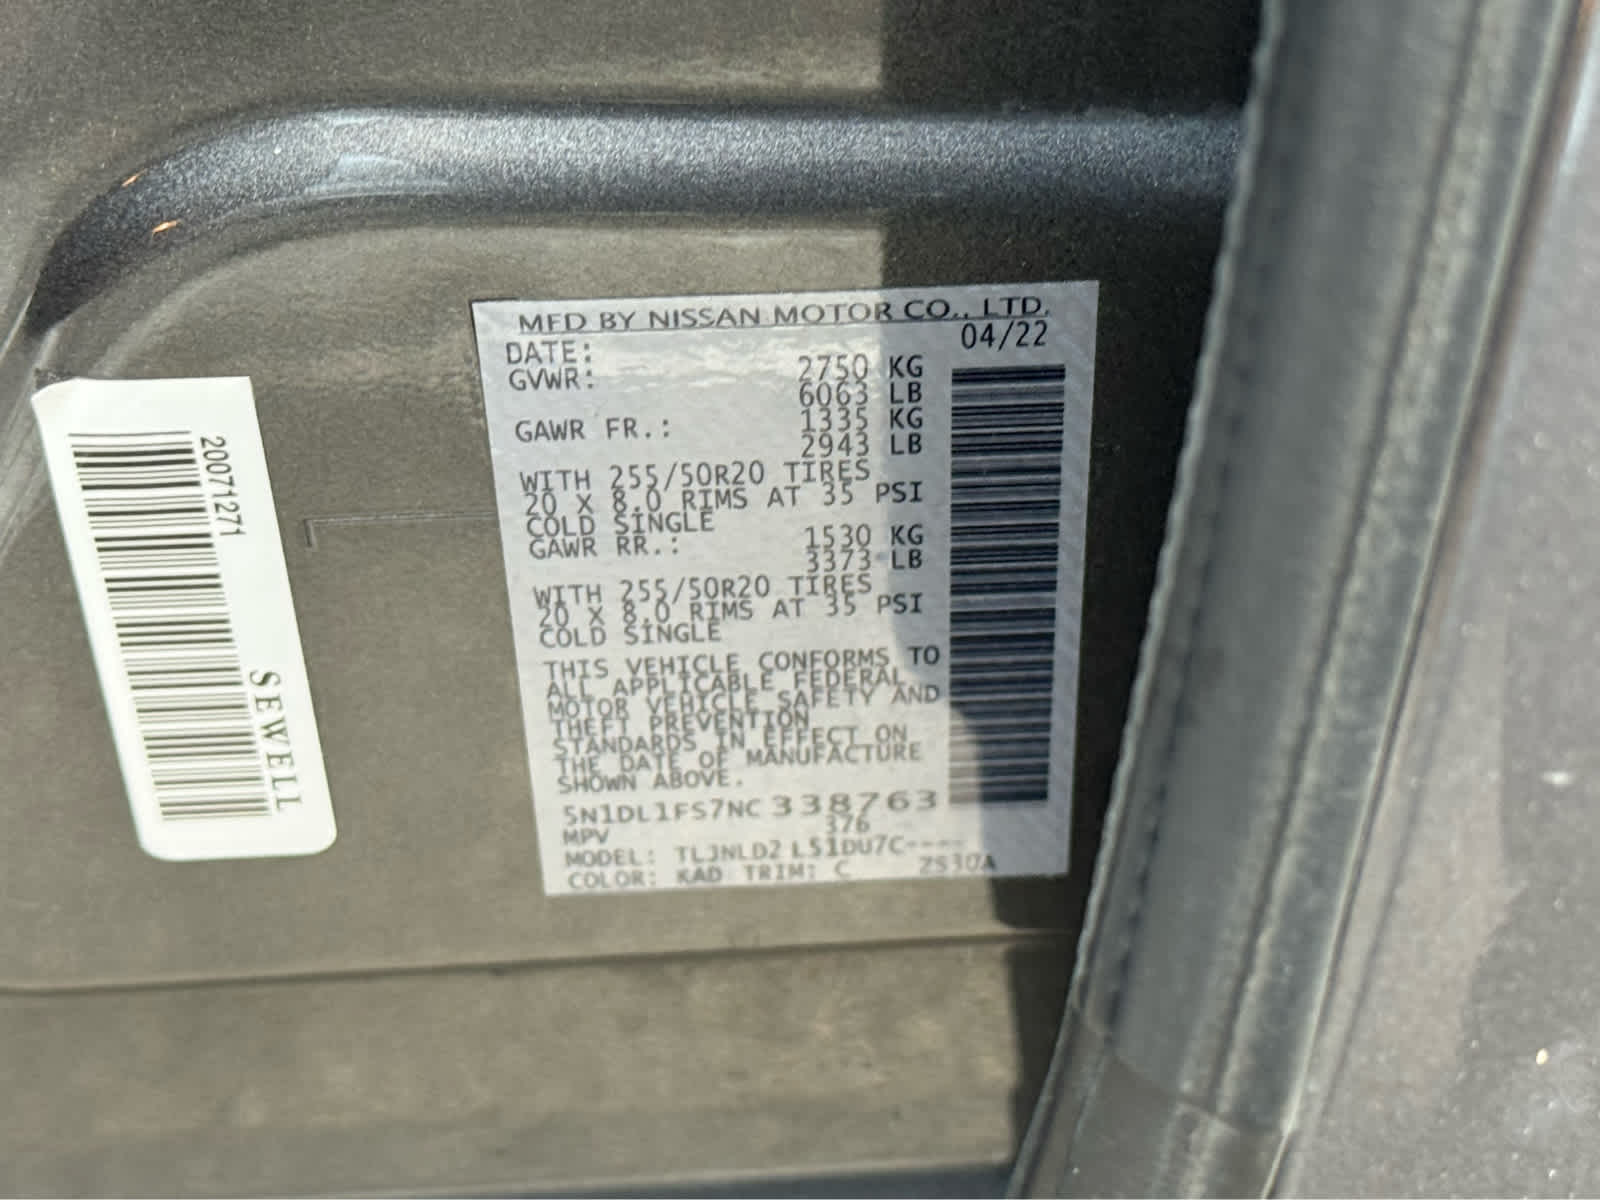 MFD BY NISSAN MOTOR CO., LTD.
DATE: 04/22
GVWR: 2750 KG
6063 LB
GAWR FR.: 1335 KG
2943 LB
WITH 255/50R20 TIRES
20 X 8.0 RIMS AT 35 PSI
COLD SINGLE
GAWR RR.: 1530 KG
3373 LB
WITH 255/50R20 TIRES
20 X 8.0 RIMS AT 35 PSI
COLD SINGLE
THIS VEHICLE CONFORMS TO
ALL APPLICABLE FEDERAL
MOTOR VEHICLE SAFETY AND
THEFT PREVENTION
STANDARDS IN EFFECT ON
THE DATE OF MANUFACTURE
SHOWN ABOVE.
5N1DL1FS7NC338763
MPV 376
MODEL: TLJNLD2 L51DU7C----
COLOR: KAD TRIM: C ZS30A
20071271
SEWELL